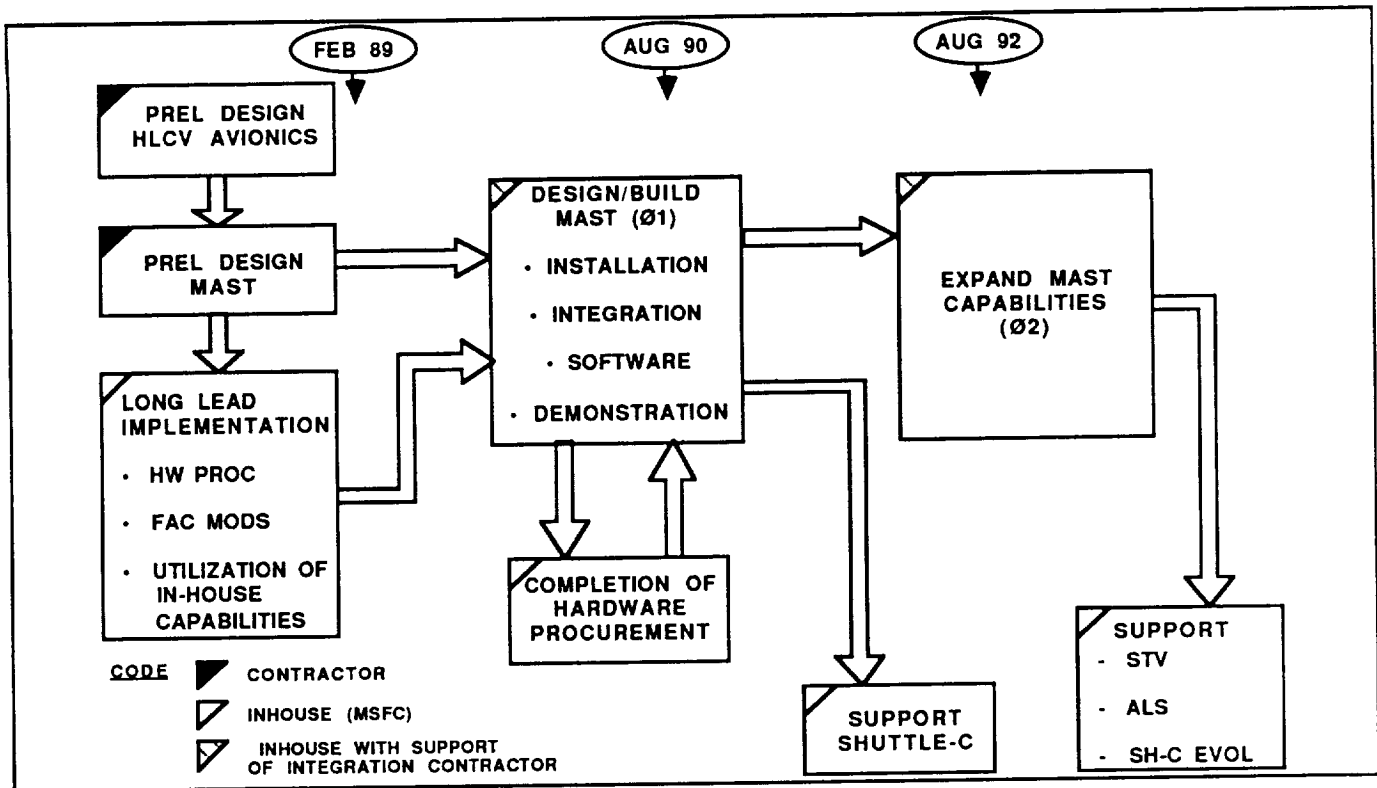 FEB 89
AUG 90
AUG 92
PREL DESIGN
HLCV AVIONICS
PREL DESIGN
MAST
LONG LEAD
IMPLEMENTATION
· HW PROC
· FAC MODS
· UTILIZATION OF
IN-HOUSE
CAPABILITIES
DESIGN/BUILD
MAST (Ø1)
· INSTALLATION
· INTEGRATION
· SOFTWARE
· DEMONSTRATION
COMPLETION OF
HARDWARE
PROCUREMENT
EXPAND MAST
CAPABILITIES
(Ø2)
SUPPORT
SHUTTLE-C
SUPPORT
- STV
- ALS
- SH-C EVOL
CODE
CONTRACTOR
INHOUSE (MSFC)
INHOUSE WITH SUPPORT
OF INTEGRATION CONTRACTOR